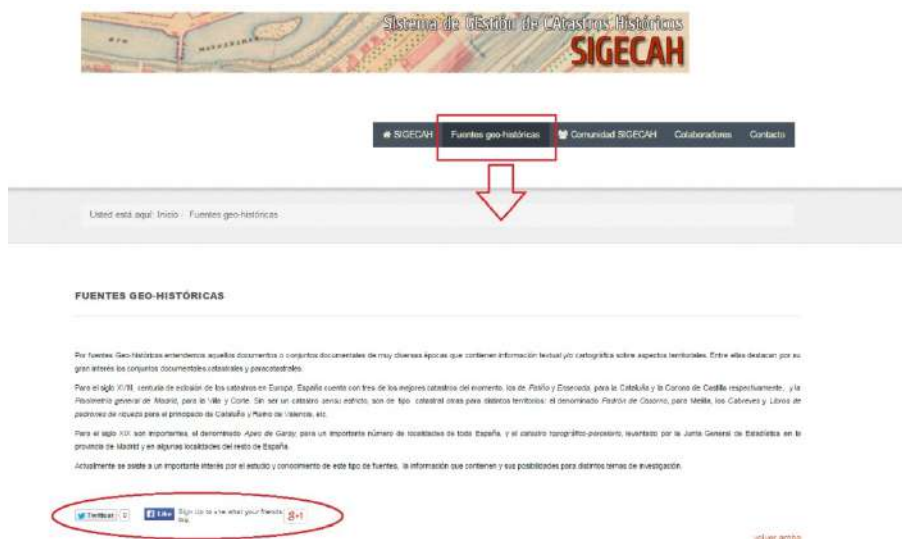 Sistema de GEstión de CAtastros Históricos
SIGECAH
SIGECAH Fuentes geo-históricas Comunidad SIGECAH Colaboradores Contacto
Usted está aquí: Inicio Fuentes geo-históricas
FUENTES GEO-HISTÓRICAS
Por fuentes Geo-históricas entendemos aquellos documentos o conjuntos documentales de muy diversas épocas que contienen información textual y/o cartográfica sobre aspectos territoriales. Entre ellas destacan por su
gran interés los conjuntos documentales catastrales y paracatastrales.
Para el siglo XVIII, centuria de eclosión de los catastros en Europa, España cuenta con tres de los mejores catastros del momento, los de Patiño y Ensenada, para la Cataluña y la Corona de Castilla respectivamente, y la
Planimetría general de Madrid, para la Villa y Corte. Sin ser un catastro sensu estricto, son de tipo catastral otras para distintos territorios: el denominado Padrón de Osorno, para Melilla, los Cabreves y Libros de
padrones de riqueza para el principado de Cataluña y Reino de Valencia, etc.
Para el siglo XIX son importantes, el denominado Apeo de Garay, para un importante número de localidades de toda España, y el catastro topográfico-parcelario, levantado por la Junta General de Estadística en la
provincia de Madrid y en algunas localidades del resto de España.
Actualmente se asiste a un importante interés por el estudio y conocimiento de este tipo de fuentes, la información que contienen y sus posibilidades para distintos temas de investigación.
Twittear 0 Like Sign Up to see what your friends g+1
like.
volver arriba